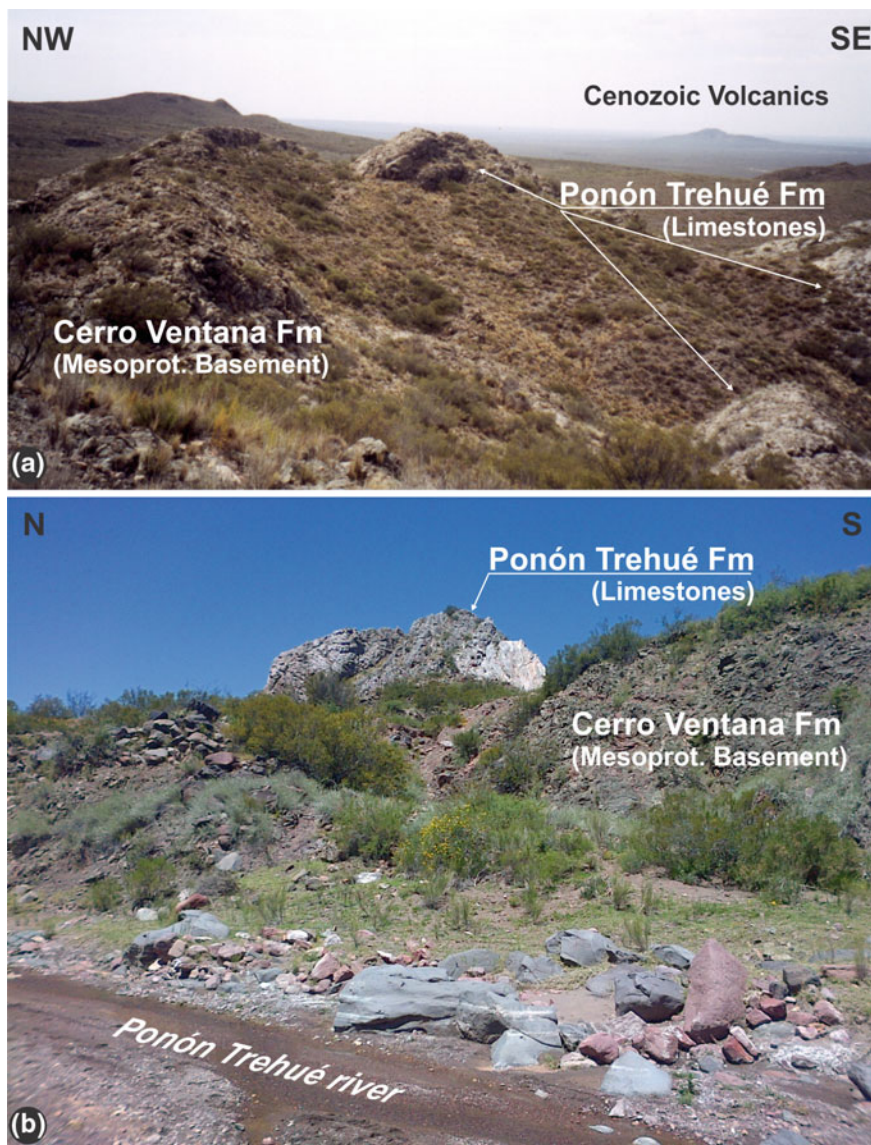 NW
SE
Cenozoic Volcanics
Ponón Trehué Fm
(Limestones)
Cerro Ventana Fm
(Mesoprot. Basement)
(a)
N
S
Ponón Trehué Fm
(Limestones)
Cerro Ventana Fm
(Mesoprot. Basement)
Ponón Trehué river
(b)